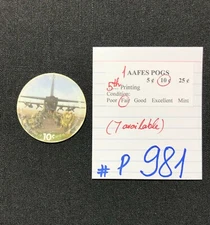 10¢
1 AAFES POGS
5 ¢ 10 ¢ 25 ¢
5th Printing
Condition:
Poor Fair Good Excellent Mint
(7 available)
# P 981